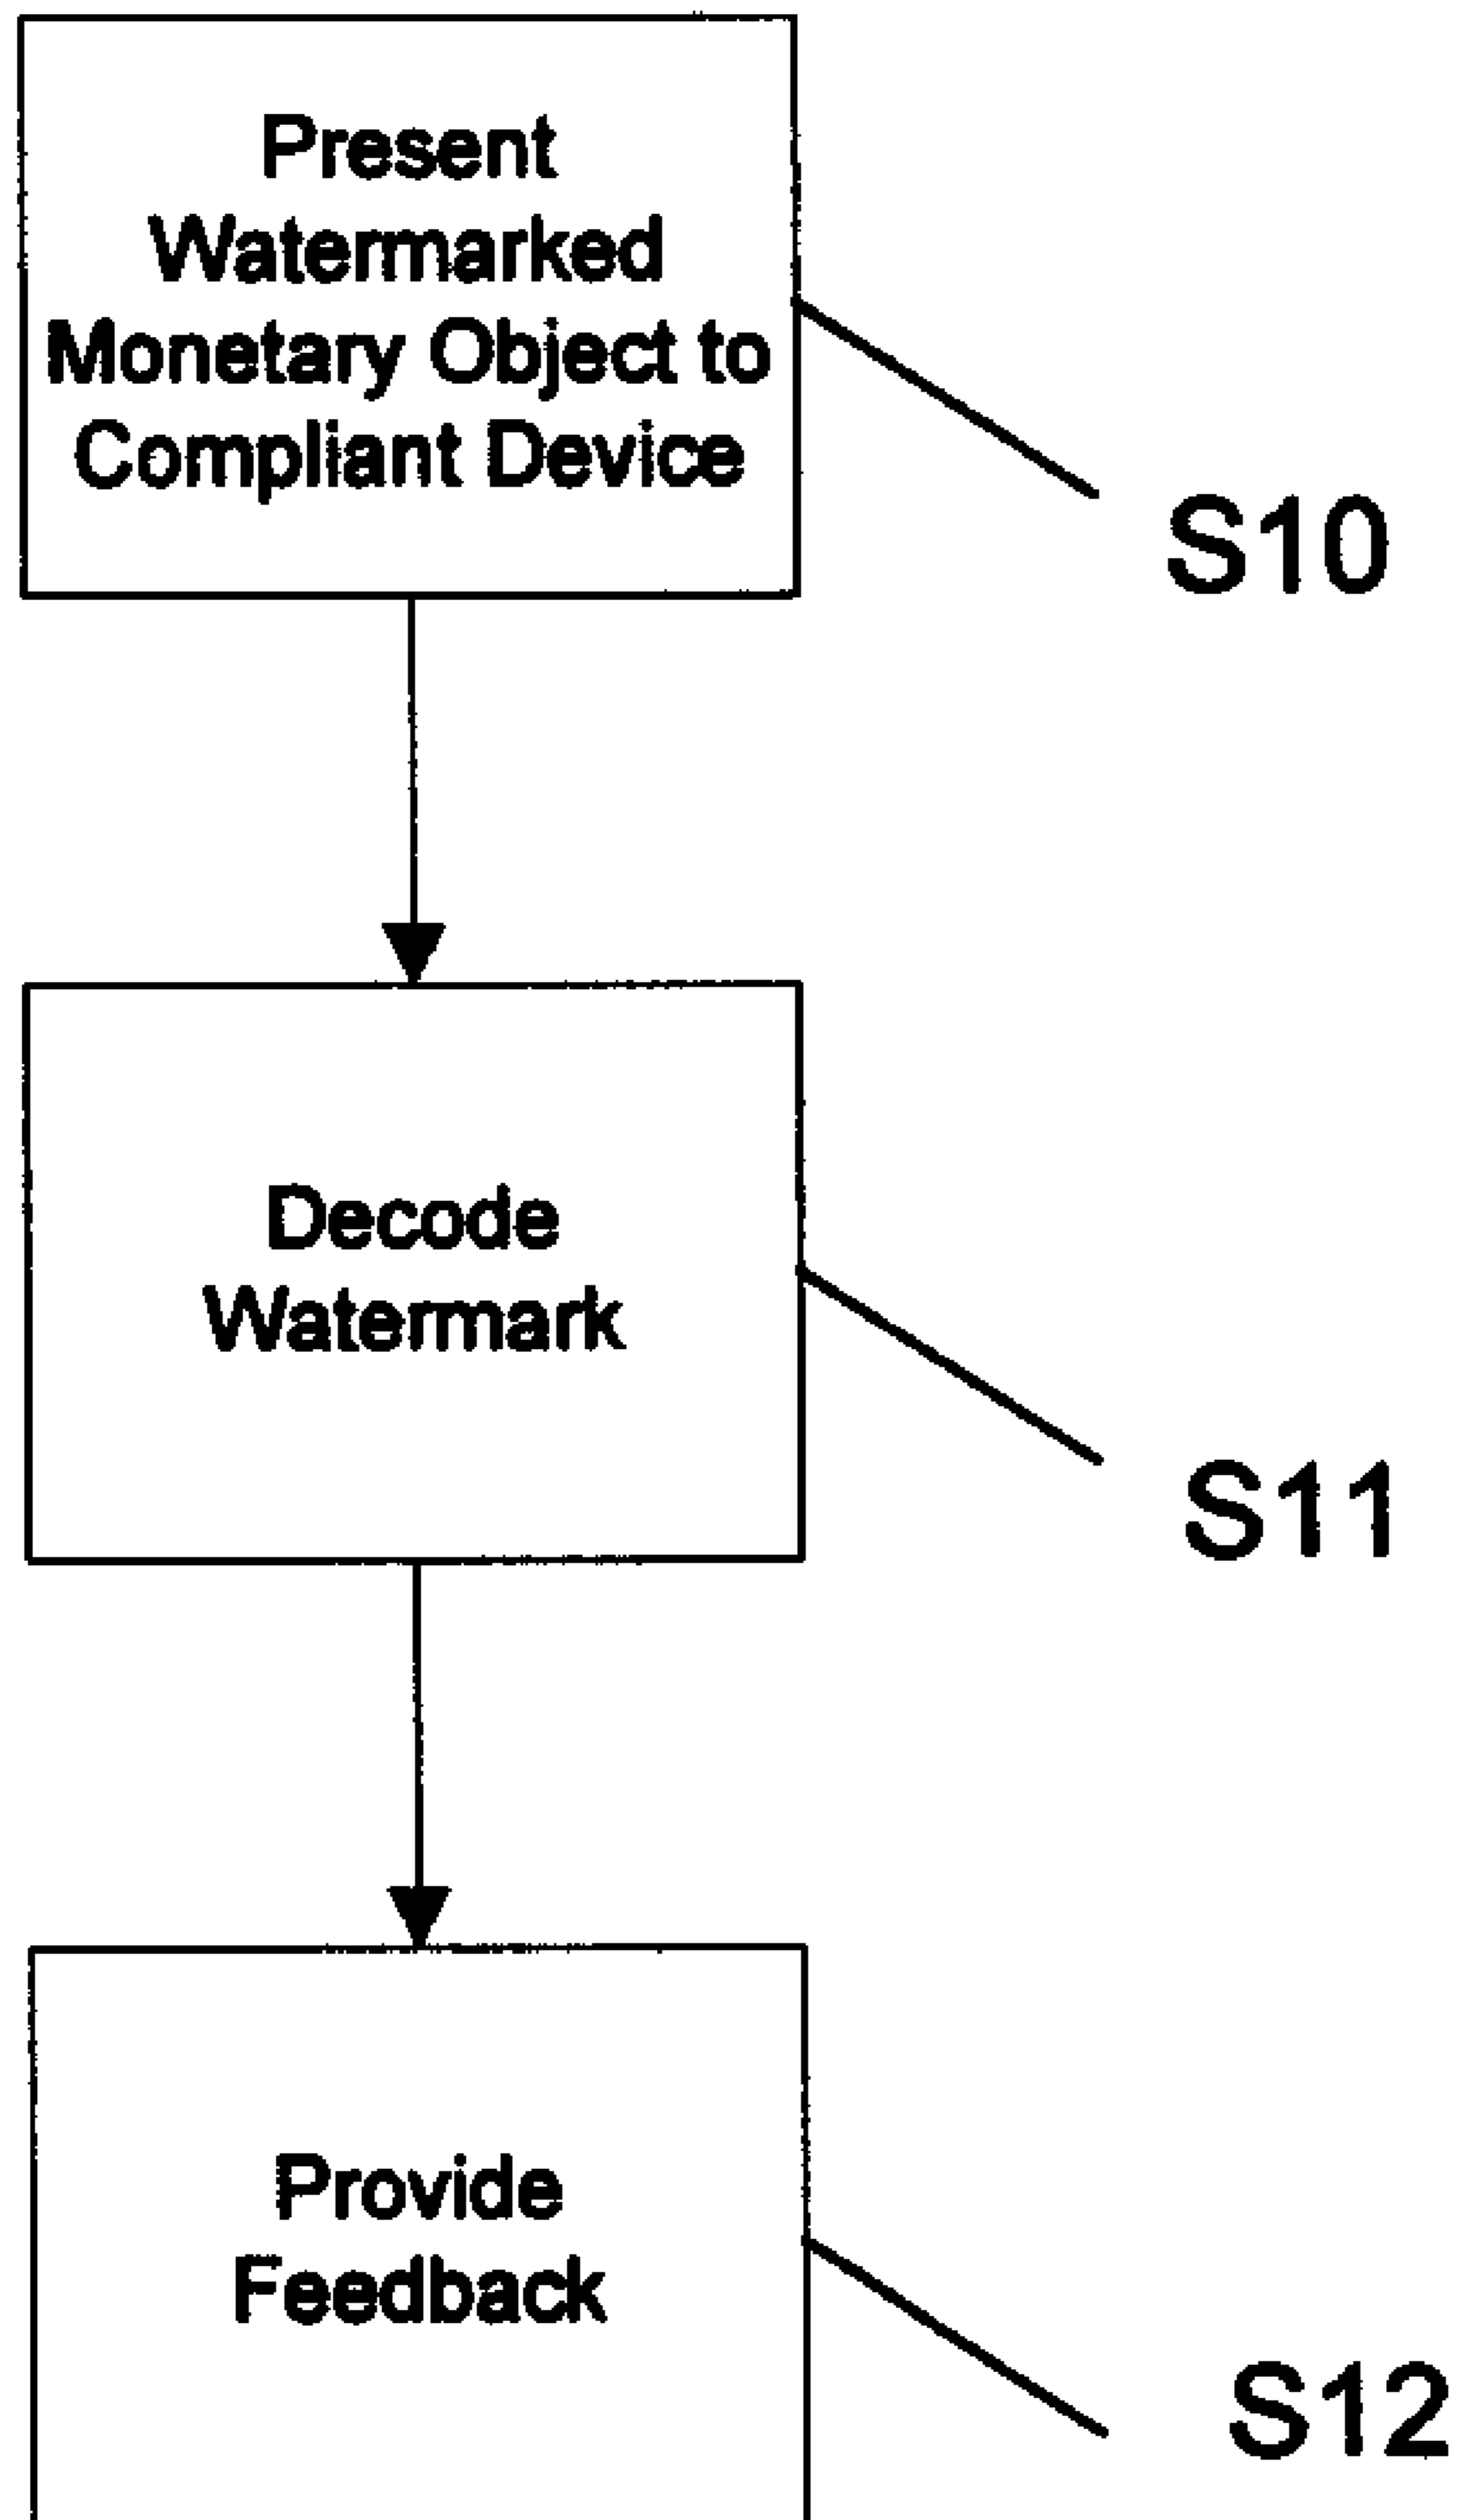 Present
Watermarked
Monetary Object to
Compliant Device
S10
Decode
Watermark
S11
Provide
Feedback
S12